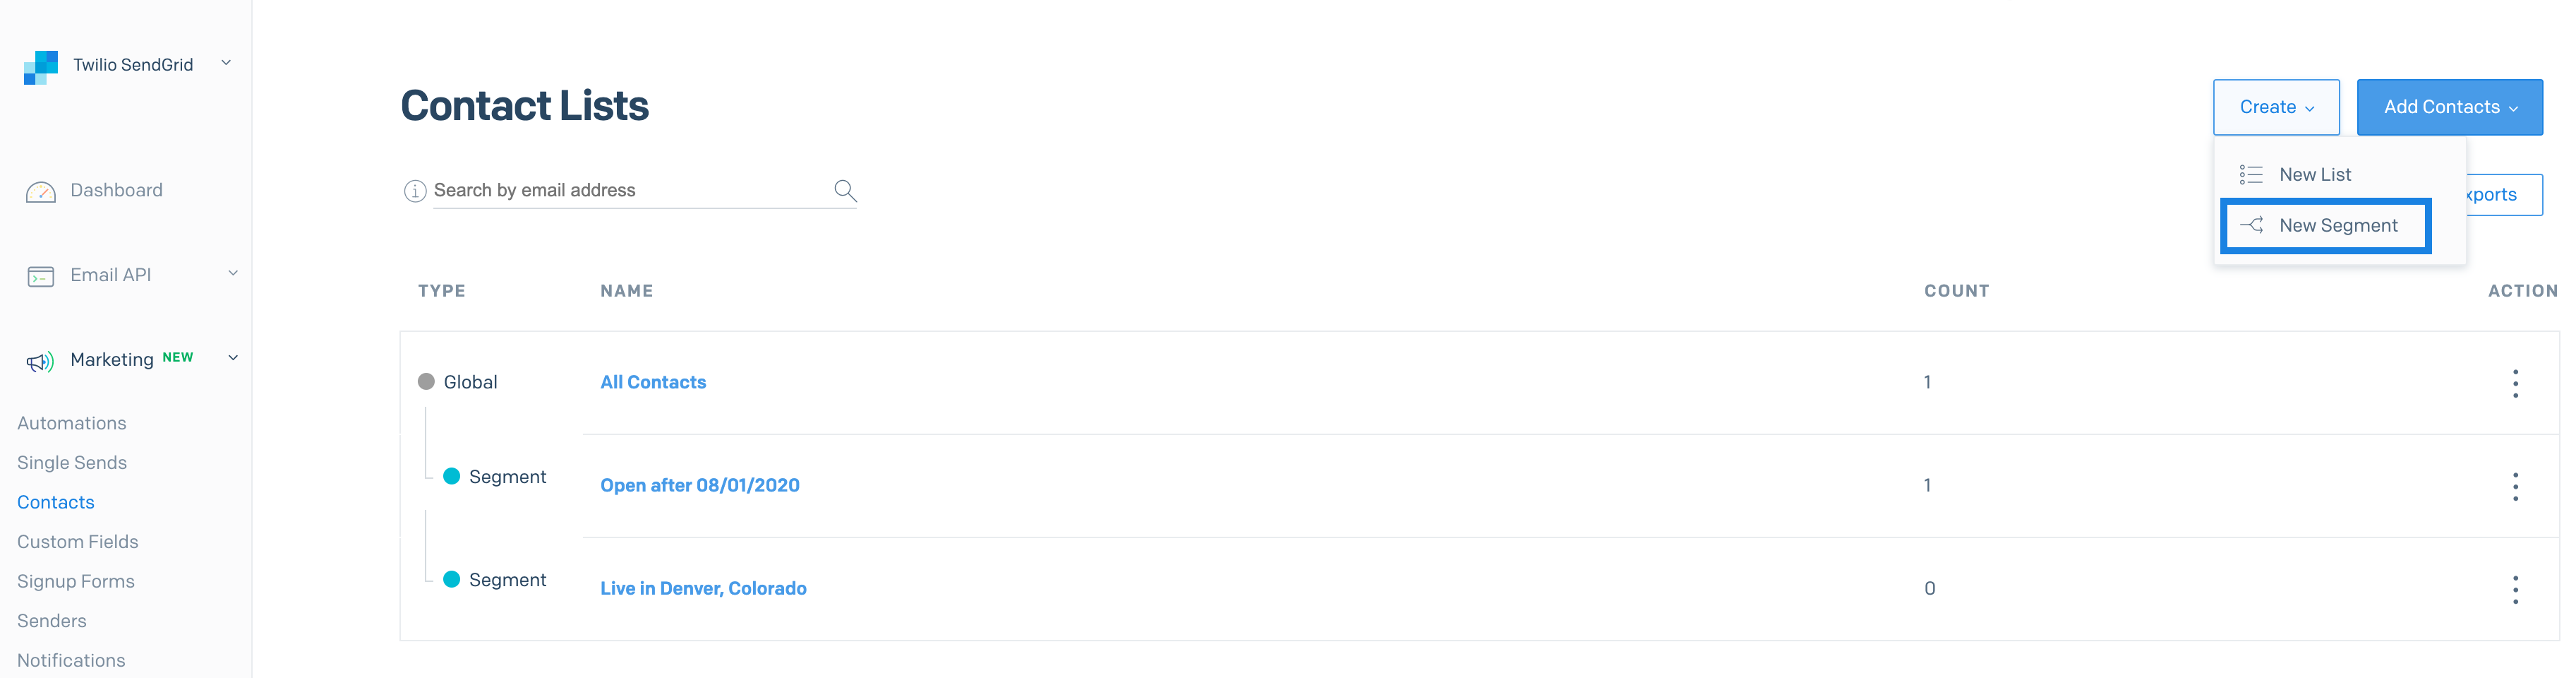 Twilio SendGrid
Dashboard
Email API
Marketing NEW
Automations
Single Sends
Contacts
Custom Fields
Signup Forms
Senders
Notifications
Contact Lists
Create
Add Contacts
Search by email address
New List
New Segment
xports
TYPE NAME COUNT ACTION
Global All Contacts 1
Segment Open after 08/01/2020 1
Segment Live in Denver, Colorado 0